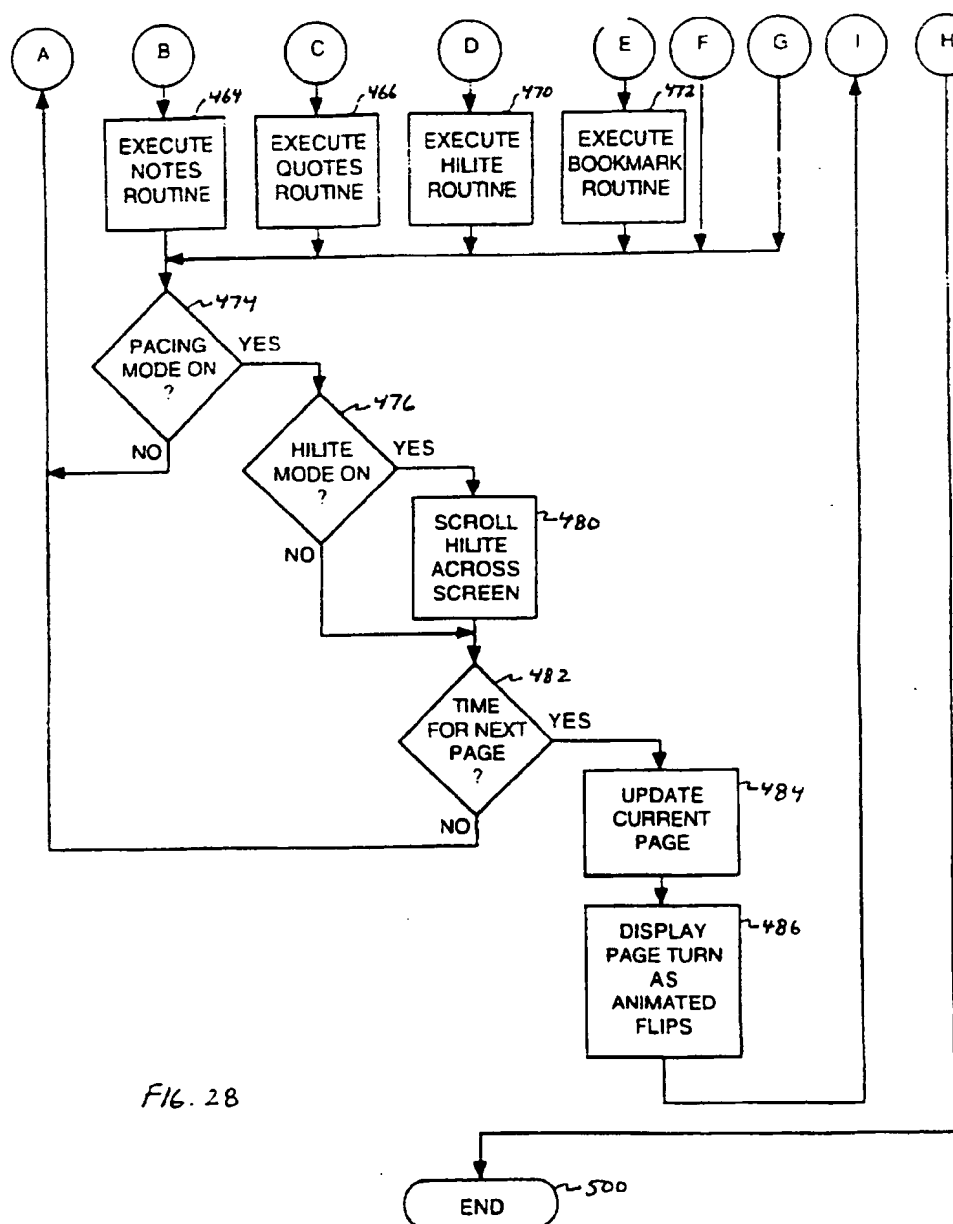 A B C D E F G I H
464 466 470 472
EXECUTE
NOTES
ROUTINE
EXECUTE
QUOTES
ROUTINE
EXECUTE
HILITE
ROUTINE
EXECUTE
BOOKMARK
ROUTINE
474
PACING
MODE ON
?
YES
NO
476
HILITE
MODE ON
?
YES
NO
480
SCROLL
HILITE
ACROSS
SCREEN
482
TIME
FOR NEXT
PAGE
?
YES
NO
484
UPDATE
CURRENT
PAGE
486
DISPLAY
PAGE TURN
AS
ANIMATED
FLIPS
FIG. 28
END
500